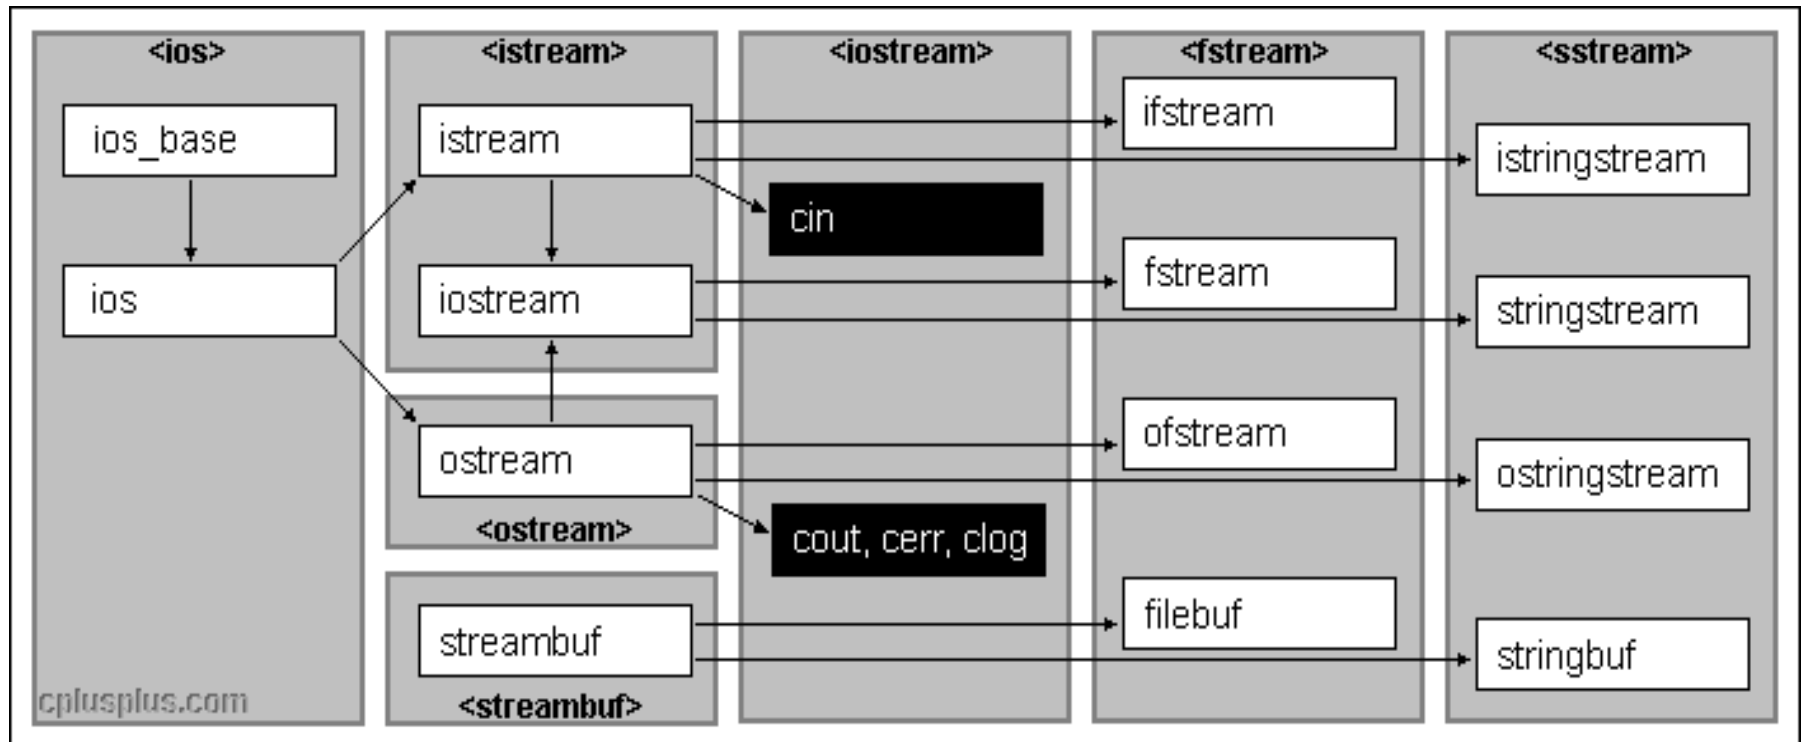 <ios>
ios_base
ios
cplusplus.com
<istream>
istream
iostream
ostream
<ostream>
streambuf
<streambuf>
<iostream>
cin
cout, cerr, clog
<fstream>
ifstream
fstream
ofstream
filebuf
<sstream>
istringstream
stringstream
ostringstream
stringbuf